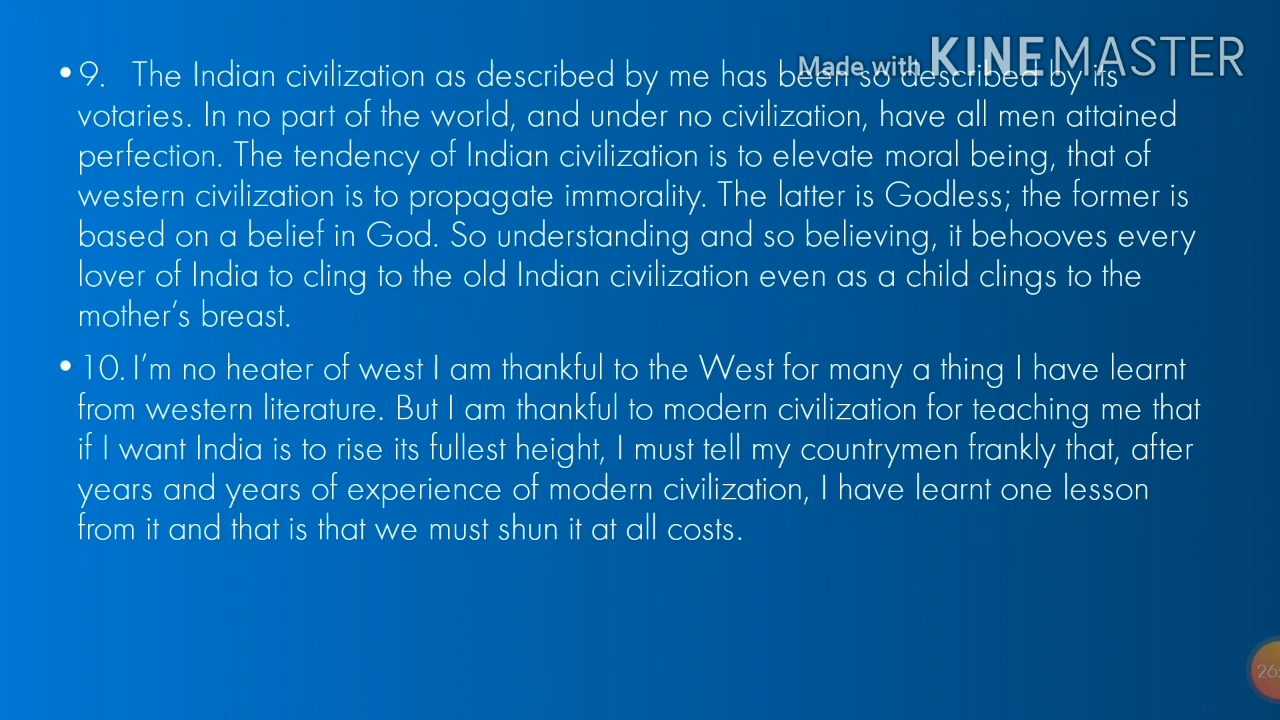 Made with KINEMASTER
• 9. The Indian civilization as described by me has been so described by its
votaries. In no part of the world, and under no civilization, have all men attained
perfection. The tendency of Indian civilization is to elevate moral being, that of
western civilization is to propagate immorality. The latter is Godless; the former is
based on a belief in God. So understanding and so believing, it behooves every
lover of India to cling to the old Indian civilization even as a child clings to the
mother's breast.
• 10. I'm no heater of west I am thankful to the West for many a thing I have learnt
from western literature. But I am thankful to modern civilization for teaching me that
if I want India is to rise its fullest height, I must tell my countrymen frankly that, after
years and years of experience of modern civilization, I have learnt one lesson
from it and that is that we must shun it at all costs.